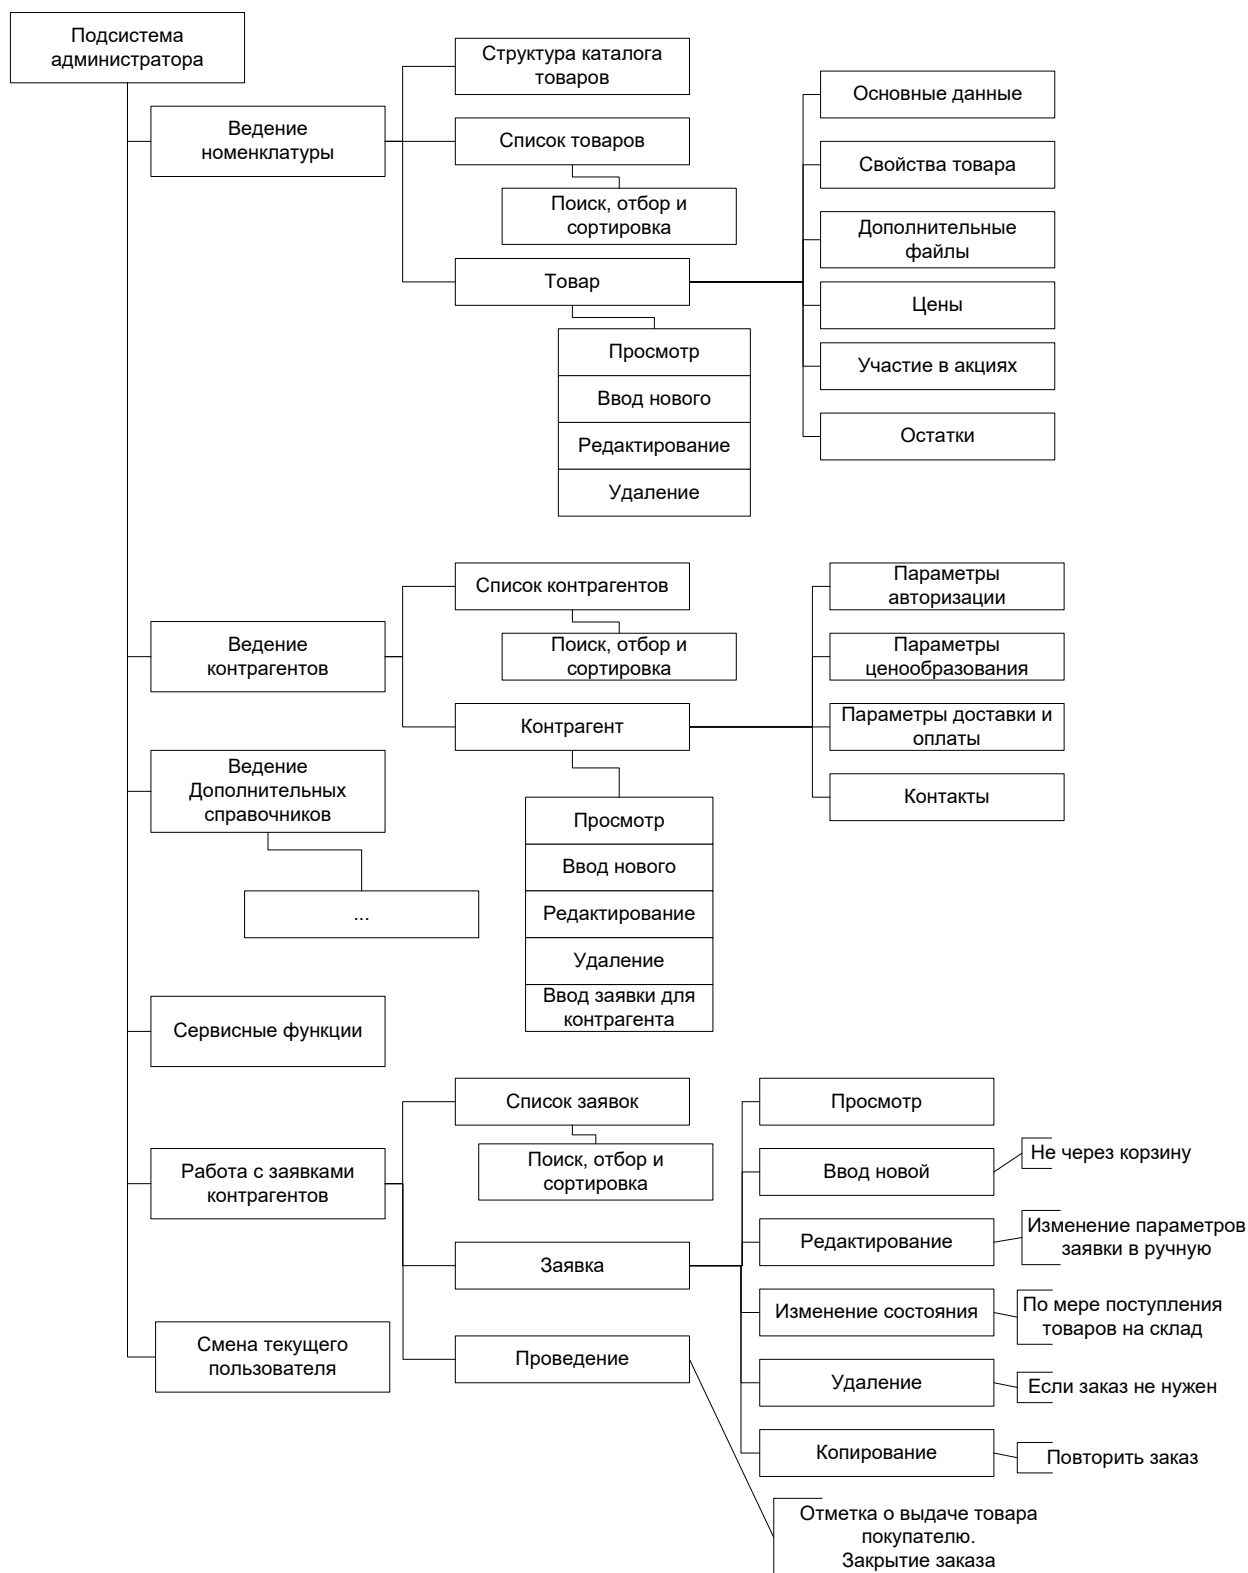 Подсистема
администратора
Ведение
номенклатуры
Структура каталога
товаров
Список товаров
Поиск, отбор и
сортировка
Товар
Просмотр
Ввод нового
Редактирование
Удаление
Основные данные
Свойства товара
Дополнительные
файлы
Цены
Участие в акциях
Остатки
Ведение
контрагентов
Список контрагентов
Поиск, отбор и
сортировка
Контрагент
Просмотр
Ввод нового
Редактирование
Удаление
Ввод заявки для
контрагента
Параметры
авторизации
Параметры
ценообразования
Параметры доставки и
оплаты
Контакты
Ведение
Дополнительных
справочников
...
Сервисные функции
Работа с заявками
контрагентов
Список заявок
Поиск, отбор и
сортировка
Заявка
Просмотр
Ввод новой
Не через корзину
Редактирование
Изменение параметров
заявки в ручную
Изменение состояния
По мере поступления
товаров на склад
Удаление
Если заказ не нужен
Копирование
Повторить заказ
Проведение
Отметка о выдаче товара
покупателю.
Закрытие заказа
Смена текущего
пользователя